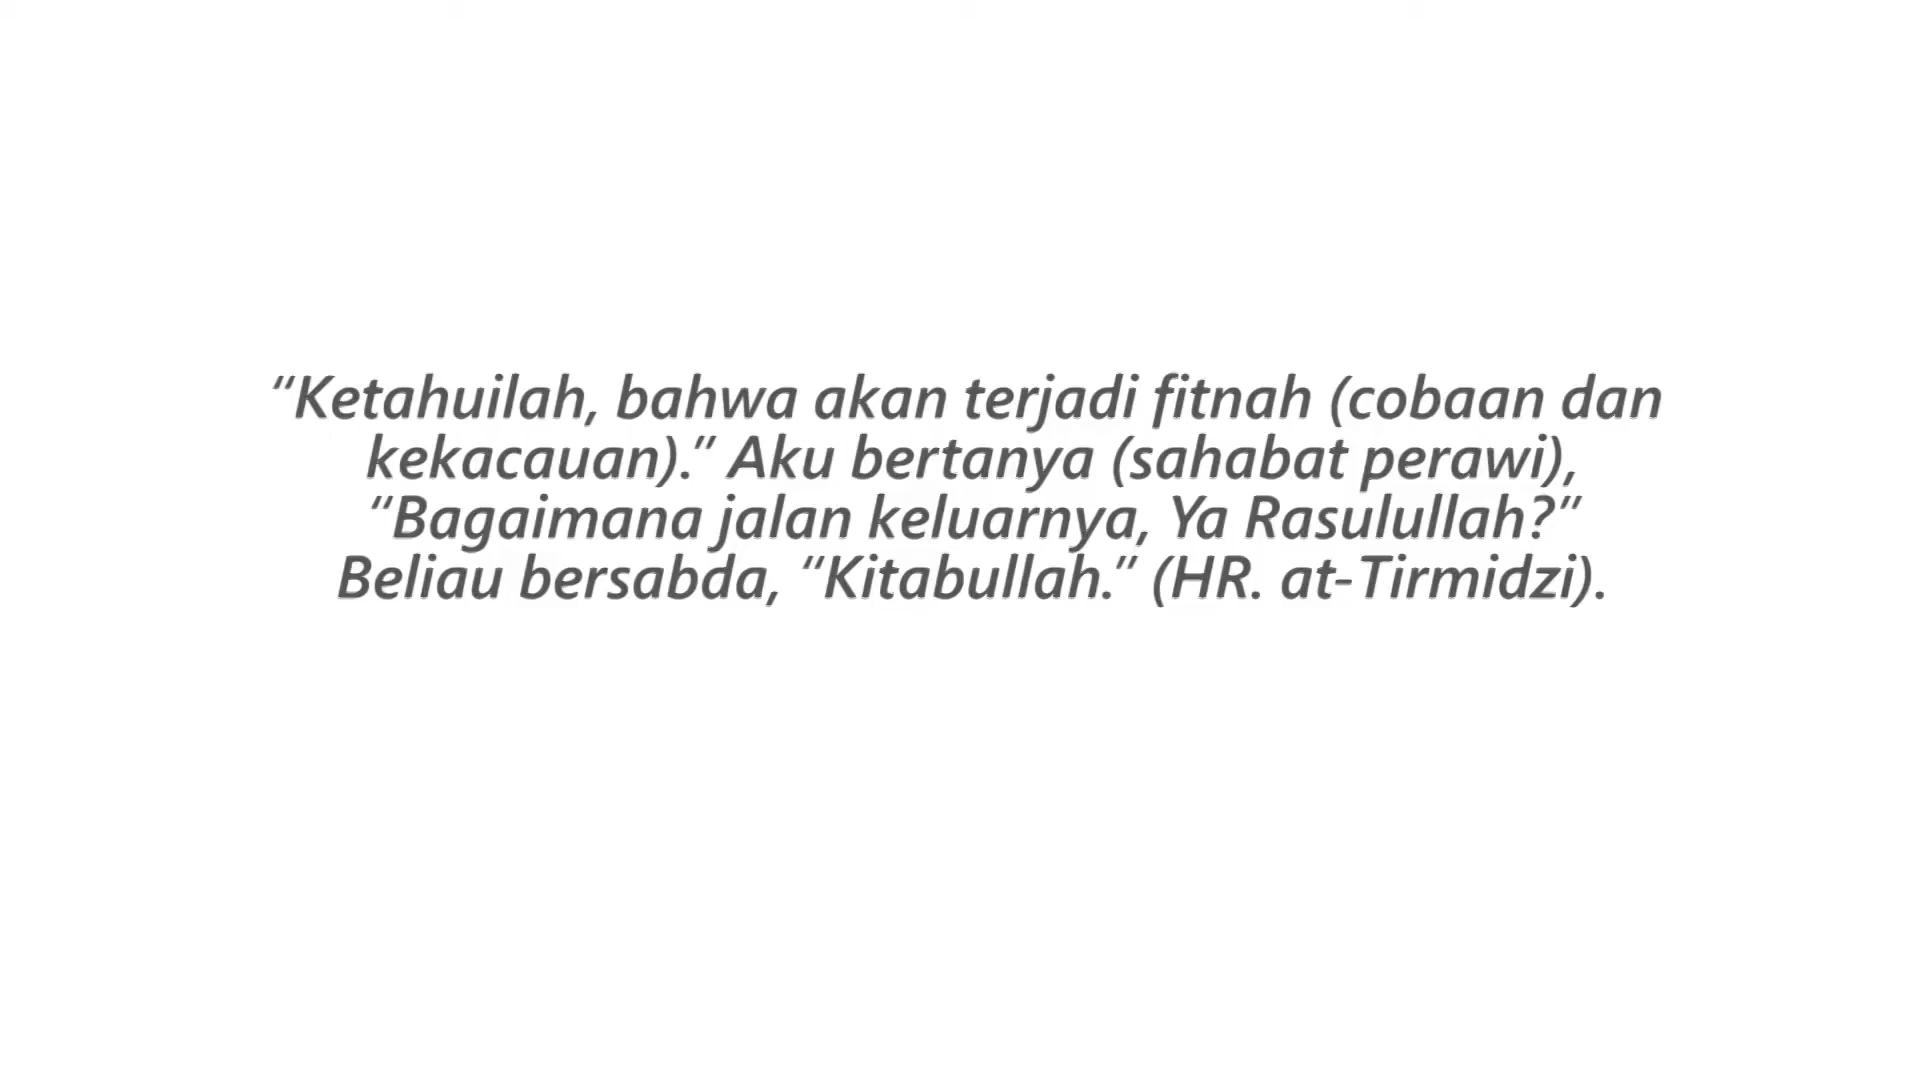 “Ketahuilah, bahwa akan terjadi fitnah (cobaan dan
kekacauan).” Aku bertanya (sahabat perawi),
“Bagaimana jalan keluarnya, Ya Rasulullah?”
Beliau bersabda, “Kitabullah.” (HR. at-Tirmidzi).